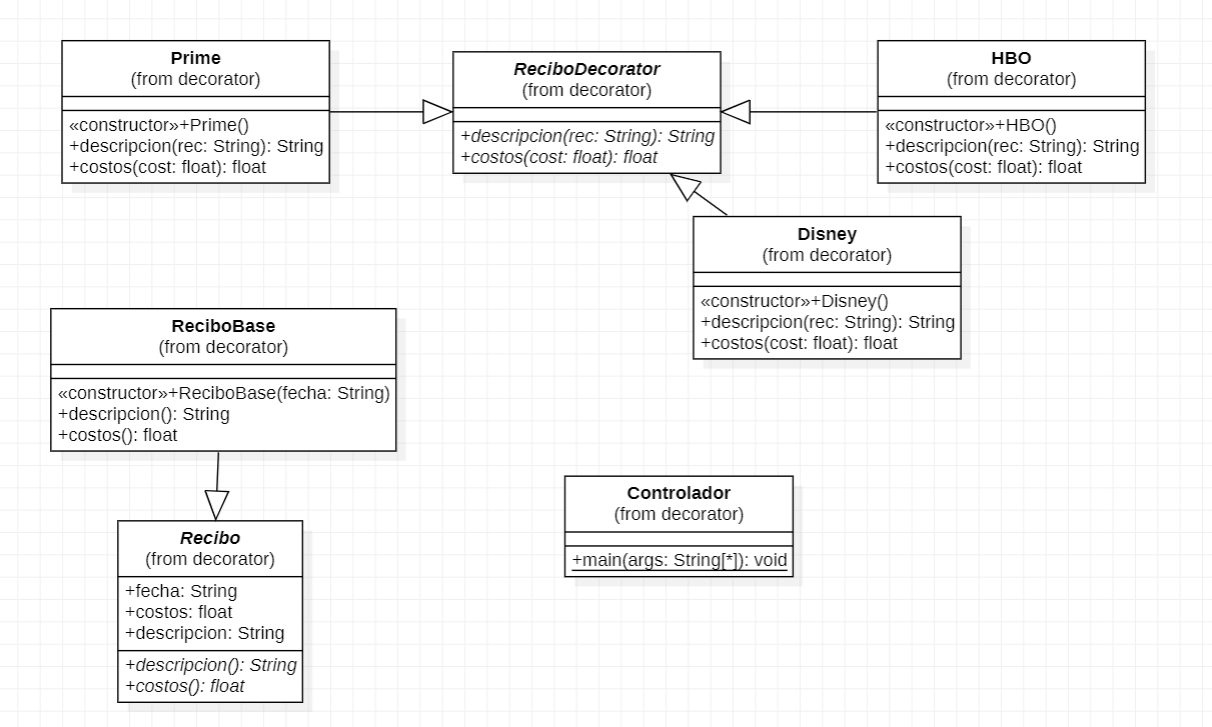 Prime
(from decorator)
«constructor»+Prime()
+descripcion(rec: String): String
+costos(cost: float): float
ReciboDecorator
(from decorator)
+descripcion(rec: String): String
+costos(cost: float): float
HBO
(from decorator)
«constructor»+HBO()
+descripcion(rec: String): String
+costos(cost: float): float
Disney
(from decorator)
«constructor»+Disney()
+descripcion(rec: String): String
+costos(cost: float): float
ReciboBase
(from decorator)
«constructor»+ReciboBase(fecha: String)
+descripcion(): String
+costos(): float
Recibo
(from decorator)
+fecha: String
+costos: float
+descripcion: String
+descripcion(): String
+costos(): float
Controlador
(from decorator)
+main(args: String[*]): void